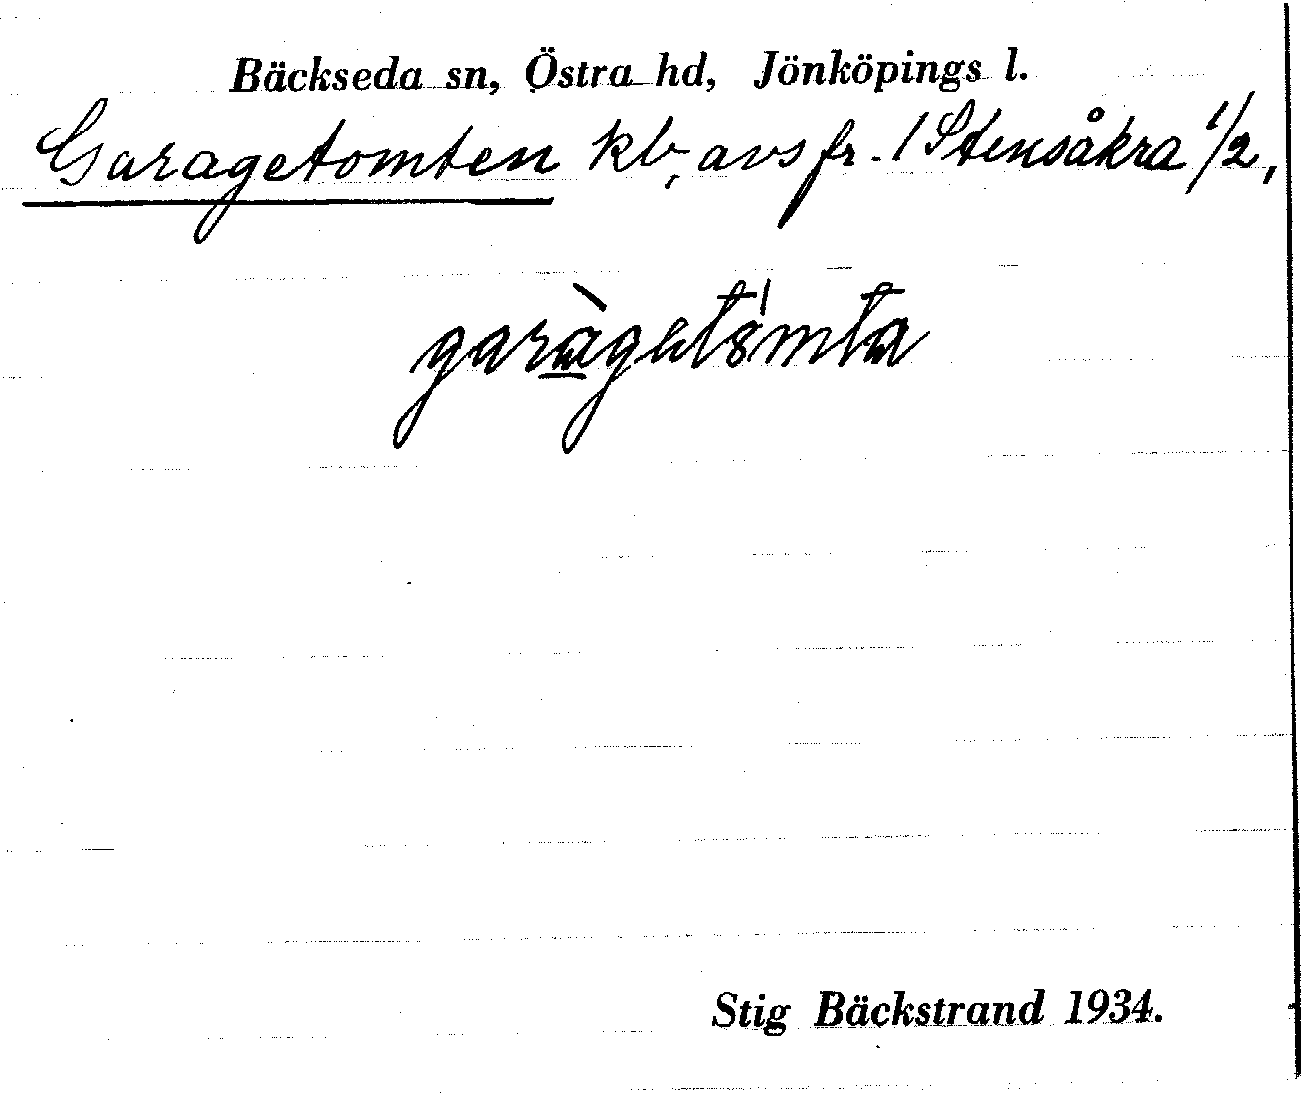 Bäckseda sn, Östra hd, Jönköpings l.
Garagetomten kb, avs fr. 1 Stensåkra 1/2,
garàgetómta
Stig Bäckstrand 1934.